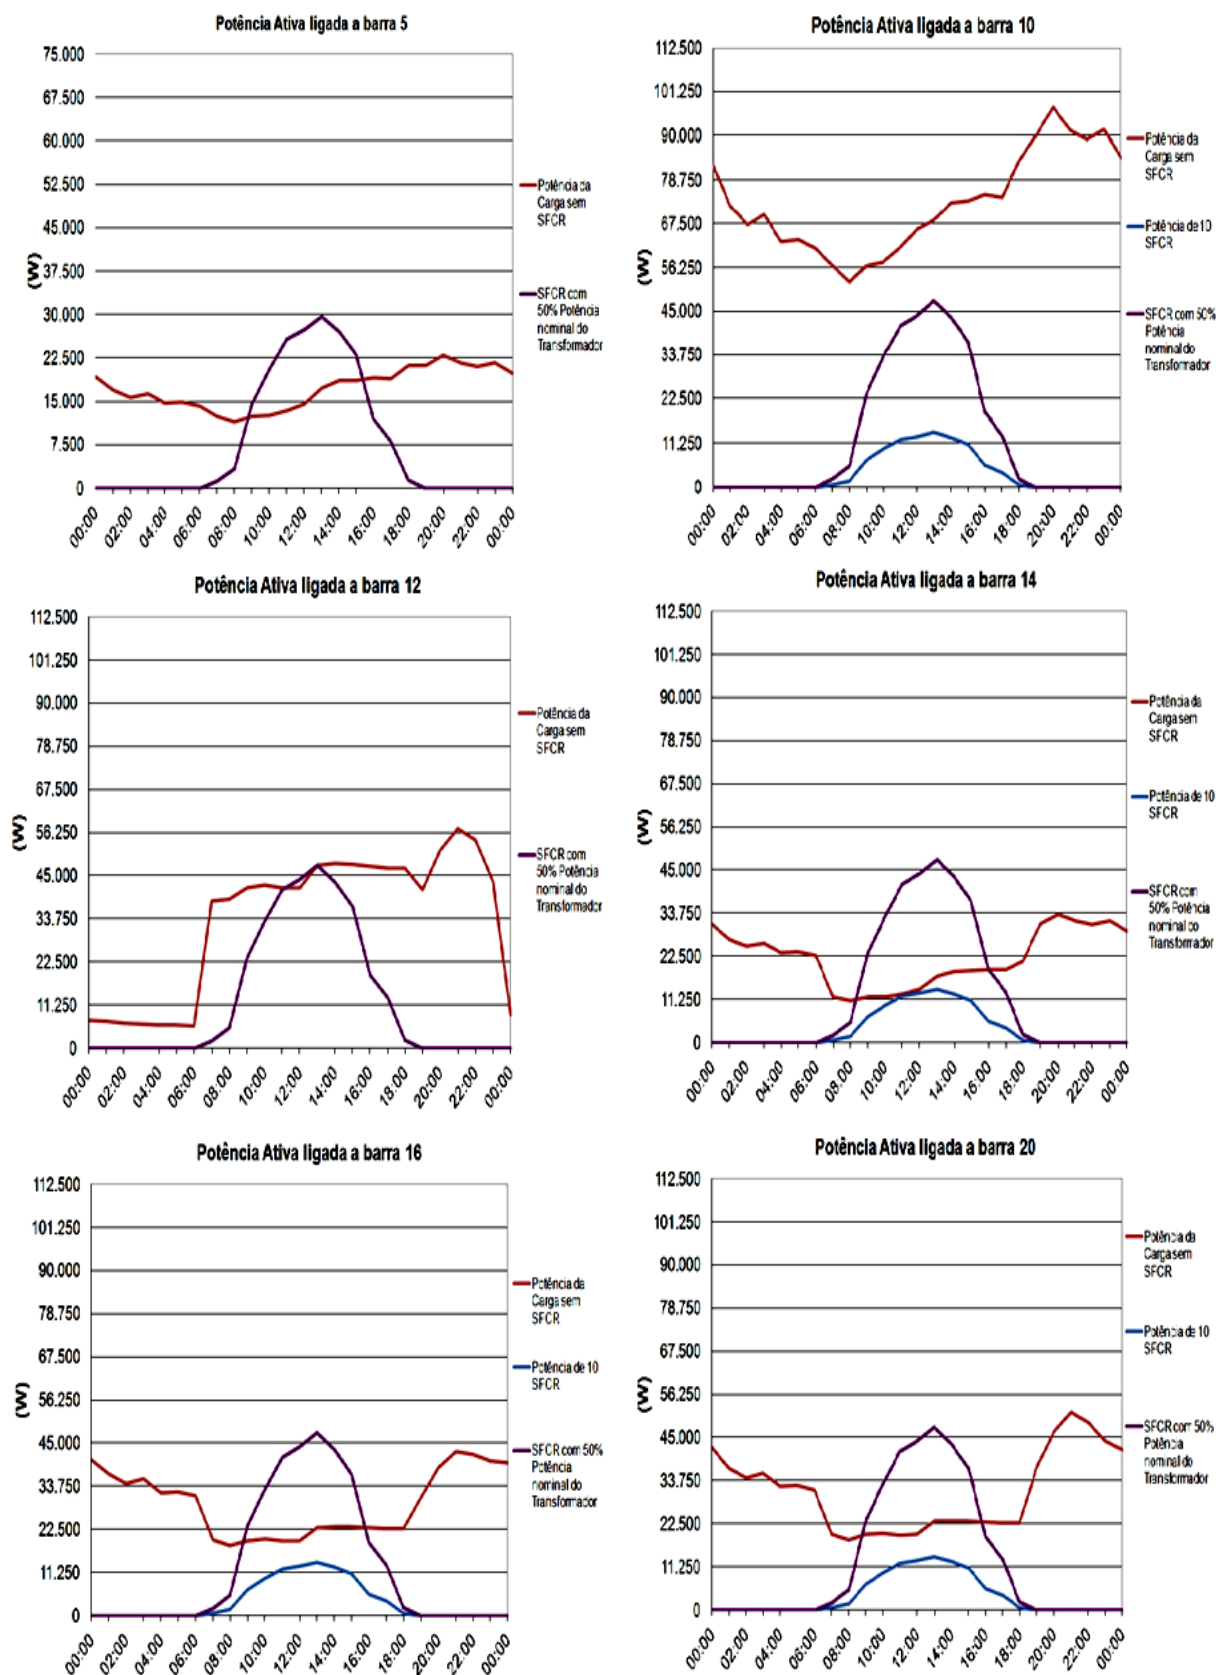 Potência Ativa ligada a barra 5
75.000
67.500
60.000
52.500
45.000
37.500
30.000
22.500
15.000
7.500
0
(W)
00:00
02:00
04:00
06:00
08:00
10:00
12:00
14:00
16:00
18:00
20:00
22:00
00:00
Potência da
Carga sem
SFCR
SFCR com
50% Potência
nominal do
Transformador
Potência Ativa ligada a barra 10
112.500
101.250
90.000
78.750
67.500
56.250
45.000
33.750
22.500
11.250
0
(W)
00:00
02:00
04:00
06:00
08:00
10:00
12:00
14:00
16:00
18:00
20:00
22:00
00:00
Potência da
Carga sem
SFCR
Potência de 10
SFCR
SFCR com 50%
Potência
nominal do
Transformador
Potência Ativa ligada a barra 12
112.500
101.250
90.000
78.750
67.500
56.250
45.000
33.750
22.500
11.250
0
(W)
00:00
02:00
04:00
06:00
08:00
10:00
12:00
14:00
16:00
18:00
20:00
22:00
00:00
Potência da
Carga sem
SFCR
SFCR com
50% Potência
nominal do
Transformador
Potência Ativa ligada a barra 14
112.500
101.250
90.000
78.750
67.500
56.250
45.000
33.750
22.500
11.250
0
(W)
00:00
02:00
04:00
06:00
08:00
10:00
12:00
14:00
16:00
18:00
20:00
22:00
00:00
Potência da
Carga sem
SFCR
Potência de 10
SFCR
SFCR com
50% Potência
nominal do
Transformador
Potência Ativa ligada a barra 16
112.500
101.250
90.000
78.750
67.500
56.250
45.000
33.750
22.500
11.250
0
(W)
00:00
02:00
04:00
06:00
08:00
10:00
12:00
14:00
16:00
18:00
20:00
22:00
00:00
Potência da
Carga sem
SFCR
Potência de 10
SFCR
SFCR com 50%
Potência
nominal do
Transformador
Potência Ativa ligada a barra 20
112.500
101.250
90.000
78.750
67.500
56.250
45.000
33.750
22.500
11.250
0
(W)
00:00
02:00
04:00
06:00
08:00
10:00
12:00
14:00
16:00
18:00
20:00
22:00
00:00
Potência da
Carga sem
SFCR
Potência de 10
SFCR
SFCR com 50%
Potência
nominal do
Transformador